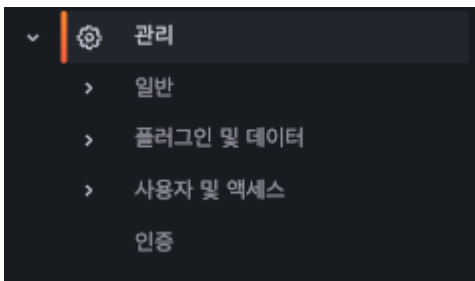 관리
일반
플러그인 및 데이터
사용자 및 액세스
인증